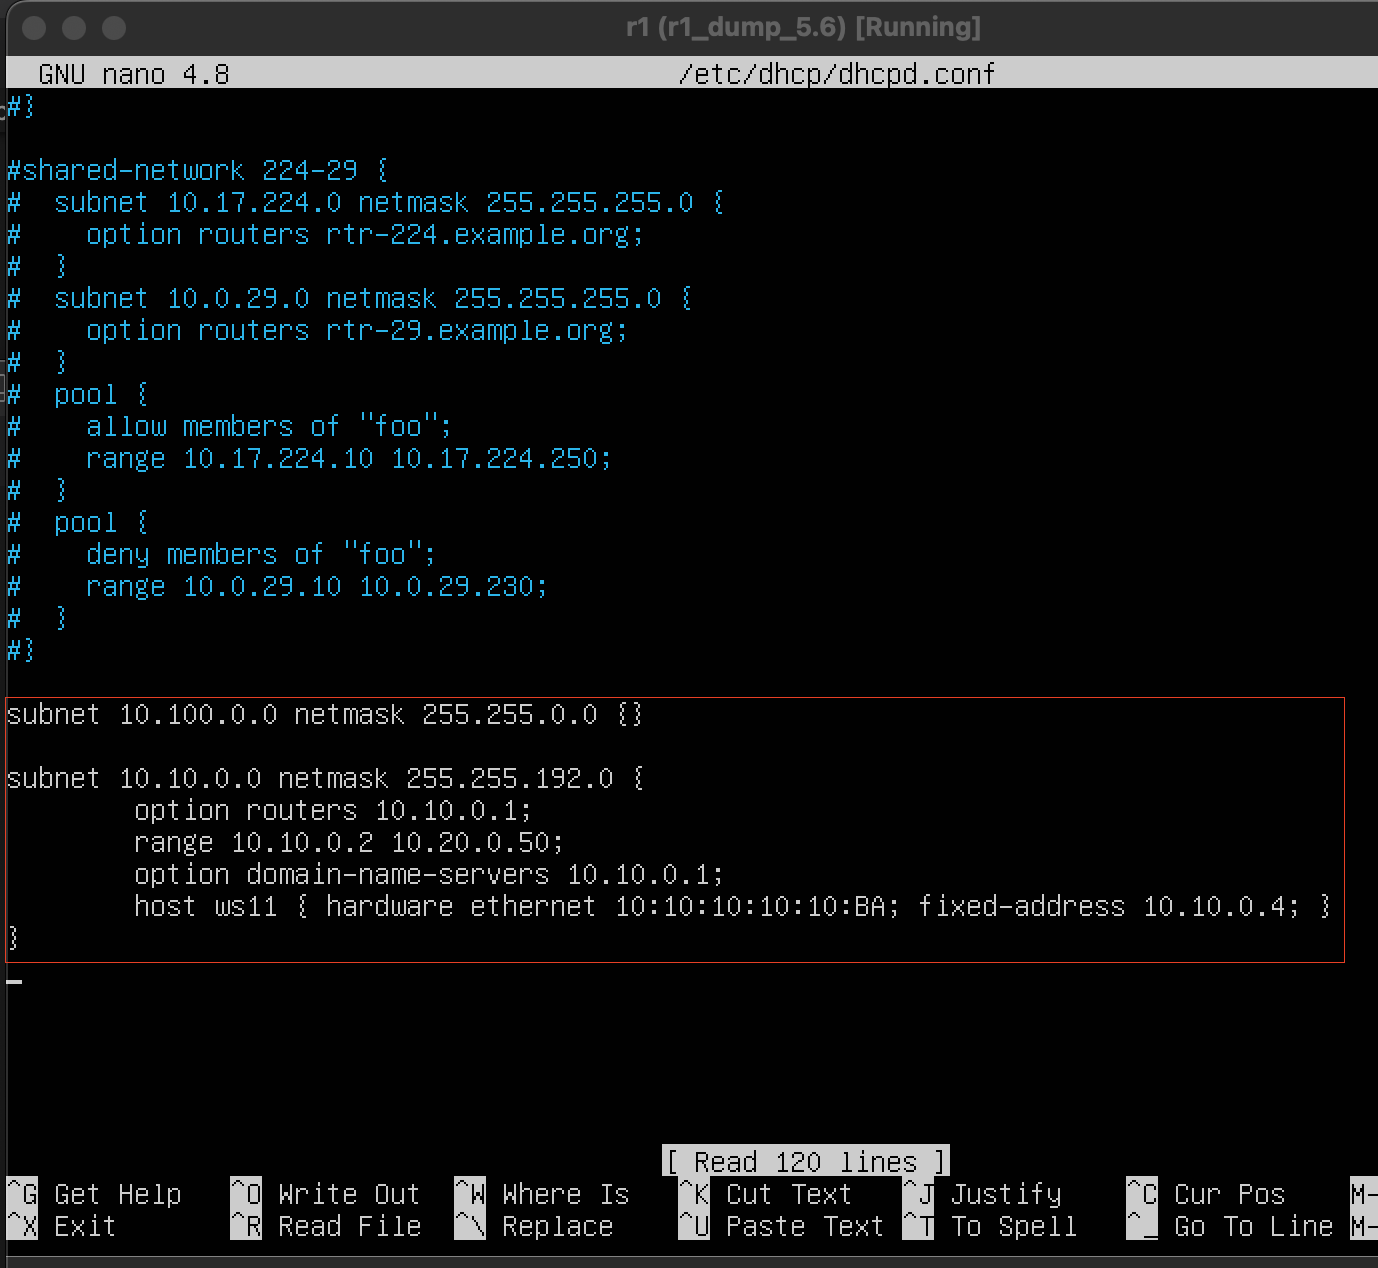 r1 (r1_dump_5.6) [Running]
GNU nano 4.8 /etc/dhcp/dhcpd.conf
#}
#shared-network 224-29 {
#  subnet 10.17.224.0 netmask 255.255.255.0 {
#    option routers rtr-224.example.org;
#  }
#  subnet 10.0.29.0 netmask 255.255.255.0 {
#    option routers rtr-29.example.org;
#  }
#  pool {
#    allow members of "foo";
#    range 10.17.224.10 10.17.224.250;
#  }
#  pool {
#    deny members of "foo";
#    range 10.0.29.10 10.0.29.230;
#  }
#}
subnet 10.100.0.0 netmask 255.255.0.0 {}
subnet 10.10.0.0 netmask 255.255.192.0 {
        option routers 10.10.0.1;
        range 10.10.0.2 10.20.0.50;
        option domain-name-servers 10.10.0.1;
        host ws11 { hardware ethernet 10:10:10:10:10:BA; fixed-address 10.10.0.4; }
}
[ Read 120 lines ]
^G Get Help ^O Write Out ^W Where Is ^K Cut Text ^J Justify ^C Cur Pos M-
^X Exit ^R Read File ^\ Replace ^U Paste Text ^T To Spell ^_ Go To Line M-